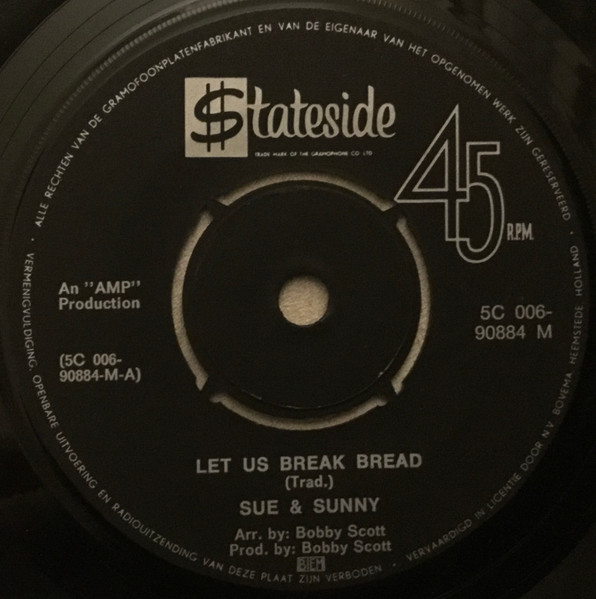 ALLE RECHTEN VAN DE GRAMOFOONPLATENFABRIKANT EN VAN DE EIGENAAR VAN HET OPGENOMEN WERK ZIJN GERESERVEERD ·
$tateside
TRADE MARK OF THE GRAMOPHONE CO. LTD
45 R.P.M.
An "AMP"
Production
5C 006-
90884 M
(5C 006-
90884-M-A)
LET US BREAK BREAD
(Trad.)
SUE & SUNNY
Arr. by: Bobby Scott
Prod. by: Bobby Scott
BIEM
· VERMENIGVULDIGING, OPENBARE UITVOERING EN RADIOUITZENDING VAN DEZE PLAAT ZIJN VERBODEN ·
VERVAARDIGD IN LICENTIE DOOR N.V. BOVEMA HEEMSTEDE HOLLAND ·